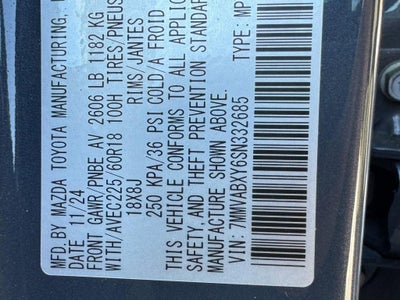 MFD. BY MAZDA TOYOTA MANUFACTURING,
DATE: 11/24
FRONT GAWR/PNBE AV 2606 LB 1182 KG
WITH/AVEC225/60R18 100H TIRES/PNEUS
18X8J RIMS/JANTES
250 KPA/36 PSI COLD/A FROID
THIS VEHICLE CONFORMS TO ALL APPLICA
SAFETY, AND THEFT PREVENTION STAN
MANUFACTURE SHOWN ABOVE.
VIN: 7MMVABXY6SN332685 TYPE: MP